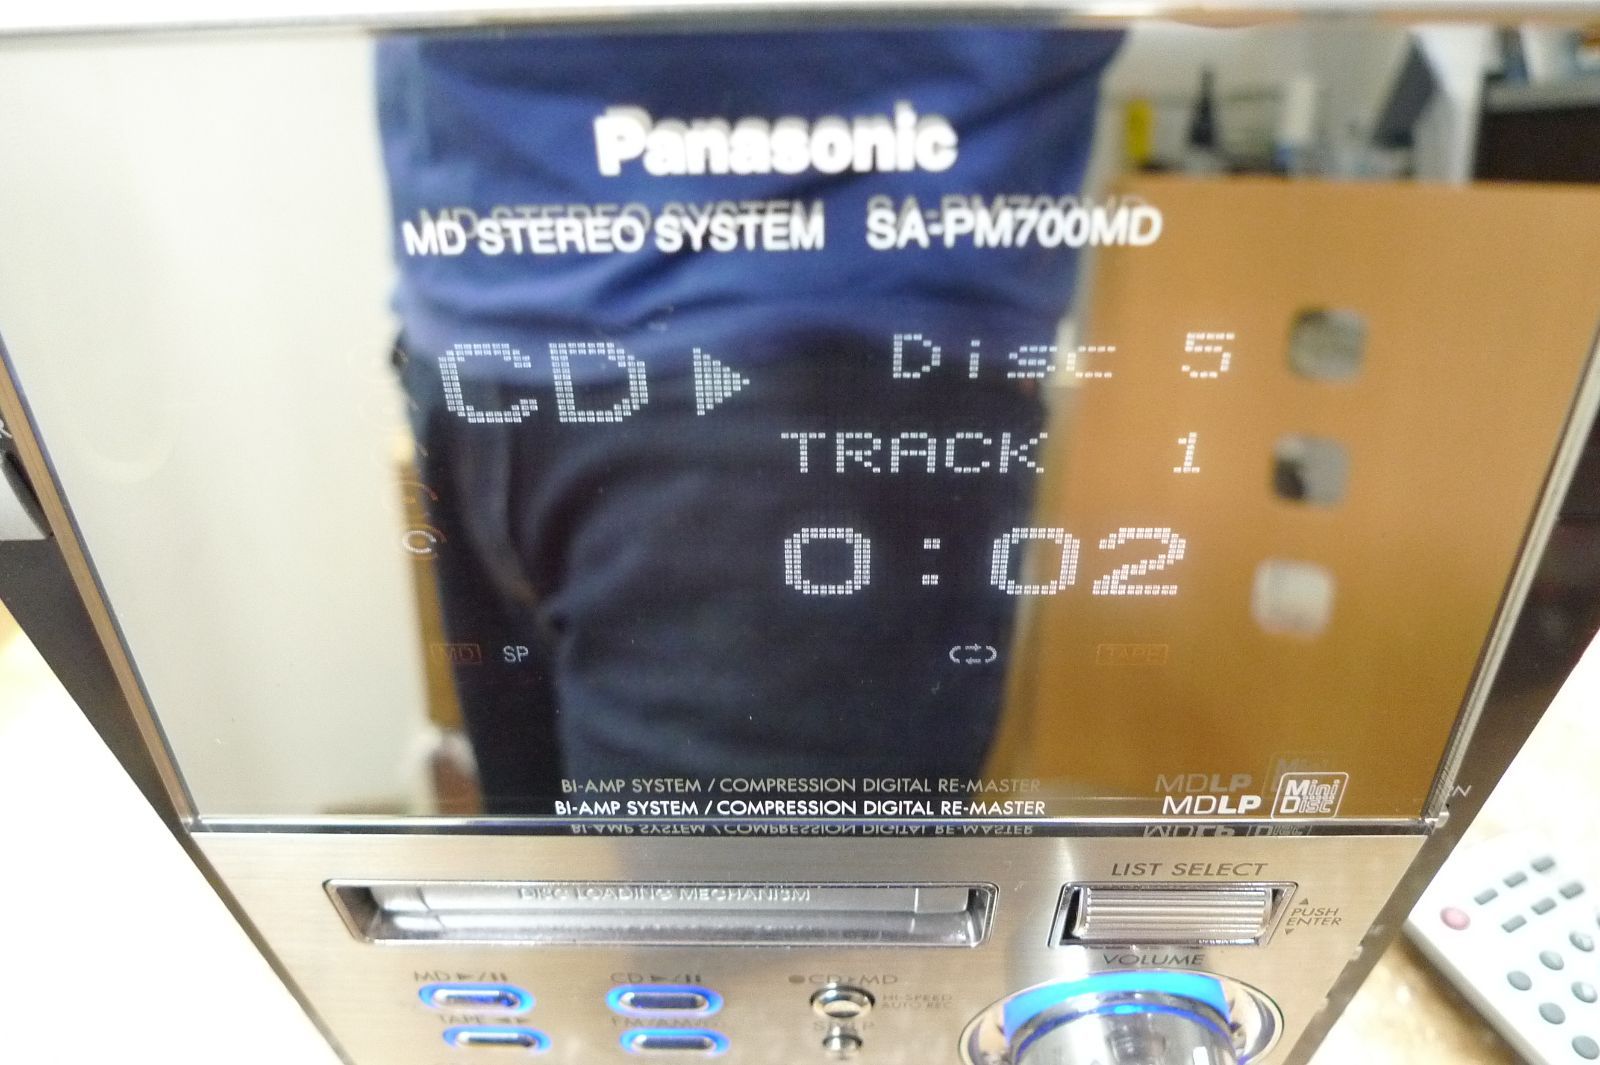 Panasonic
MD STEREO SYSTEM SA-PM700MD
CD Disc 5
TRACK 1
0:02
MD SP TAPE
BI-AMP SYSTEM / COMPRESSION DIGITAL RE-MASTER MDLP Mini Disc
DISC LOADING MECHANISM
LIST SELECT
PUSH
ENTER
VOLUME
MD ►/II CD ►/II ●CD►MD
HI-SPEED
AUTO REC
TAPE ◄ ►